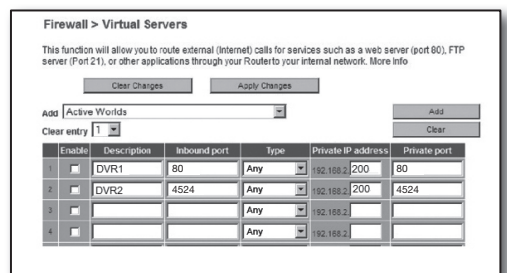 Firewall > Virtual Servers
This function will allow you to route external (Internet) calls for services such as a web server (port 80), FTP
server (Port 21), or other applications through your Routerto your internal network. More Info
Clear Changes Apply Changes
Add Active Worlds Add
Clear entry 1 Clear
Enable Description Inbound port Type Private IP address Private port
1 DVR1 80 Any 192.168.2. 200 80
2 DVR2 4524 Any 192.168.2. 200 4524
3 Any 192.168.2.
4 Any 192.168.2.